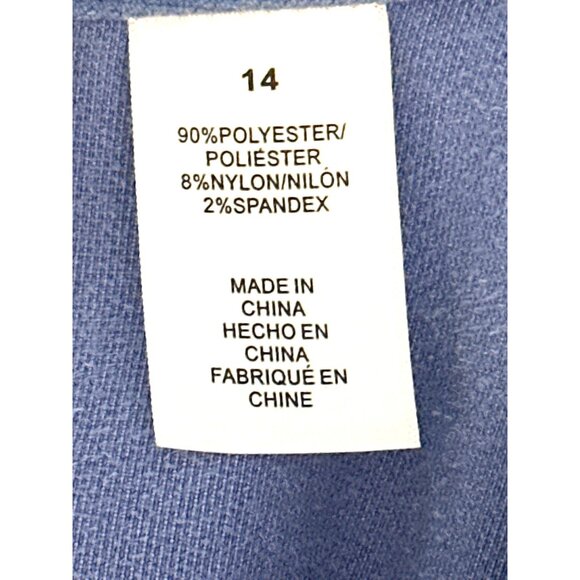 14
90%POLYESTER/
POLIÉSTER
8%NYLON/NILÓN
2%SPANDEX
MADE IN
CHINA
HECHO EN
CHINA
FABRIQUÉ EN
CHINE